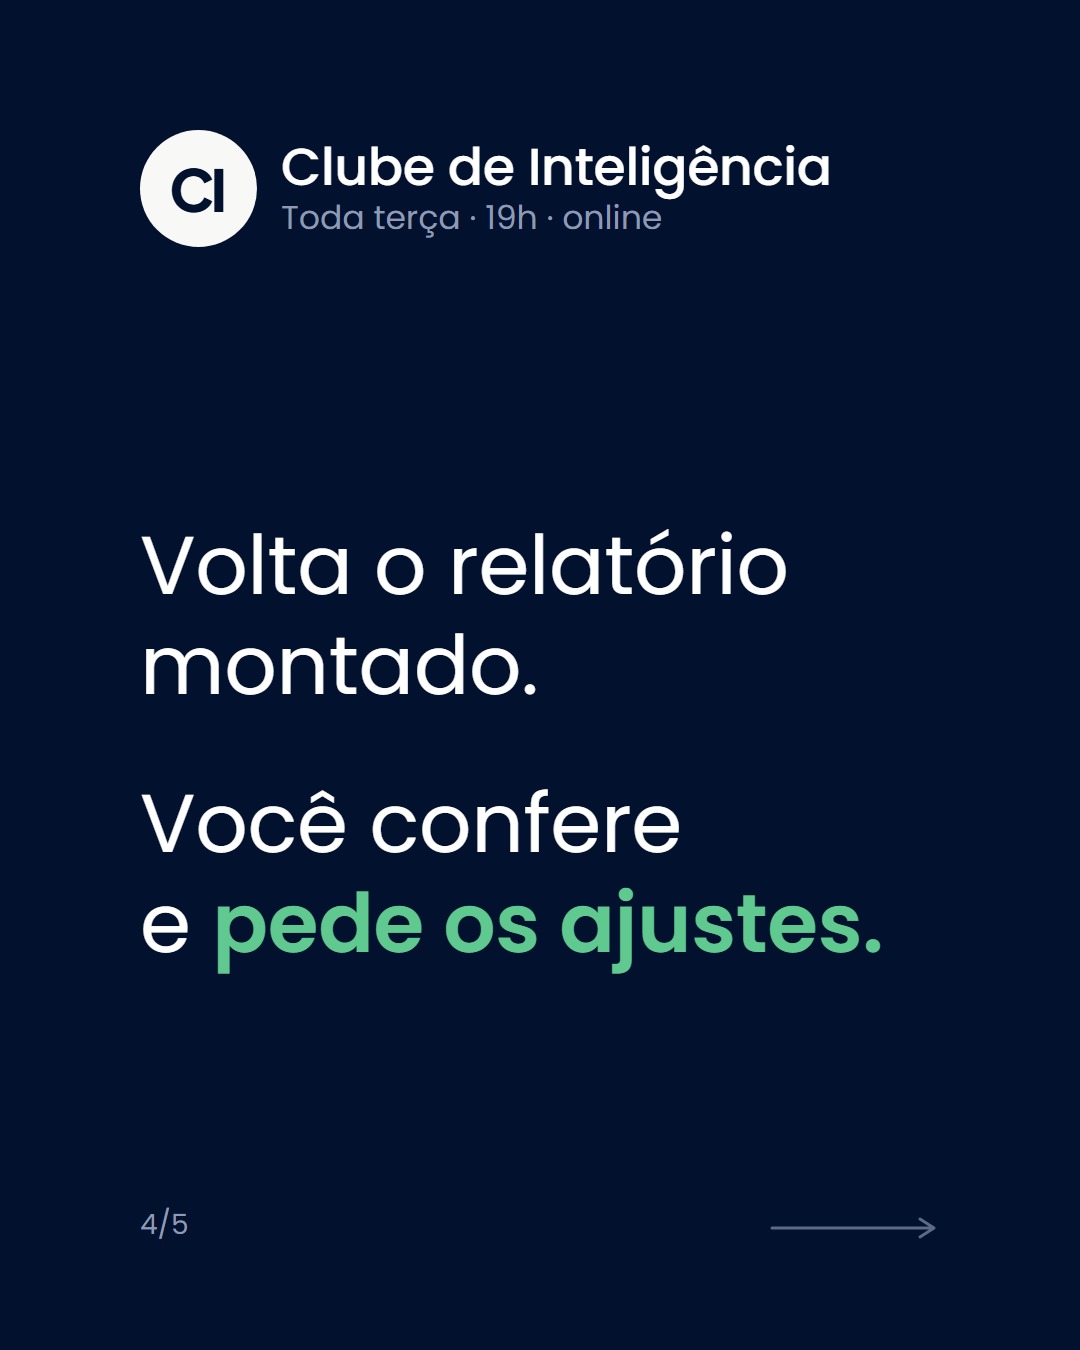 CI
Clube de Inteligência
Toda terça · 19h · online
Volta o relatório
montado.
Você confere
e pede os ajustes.
4/5